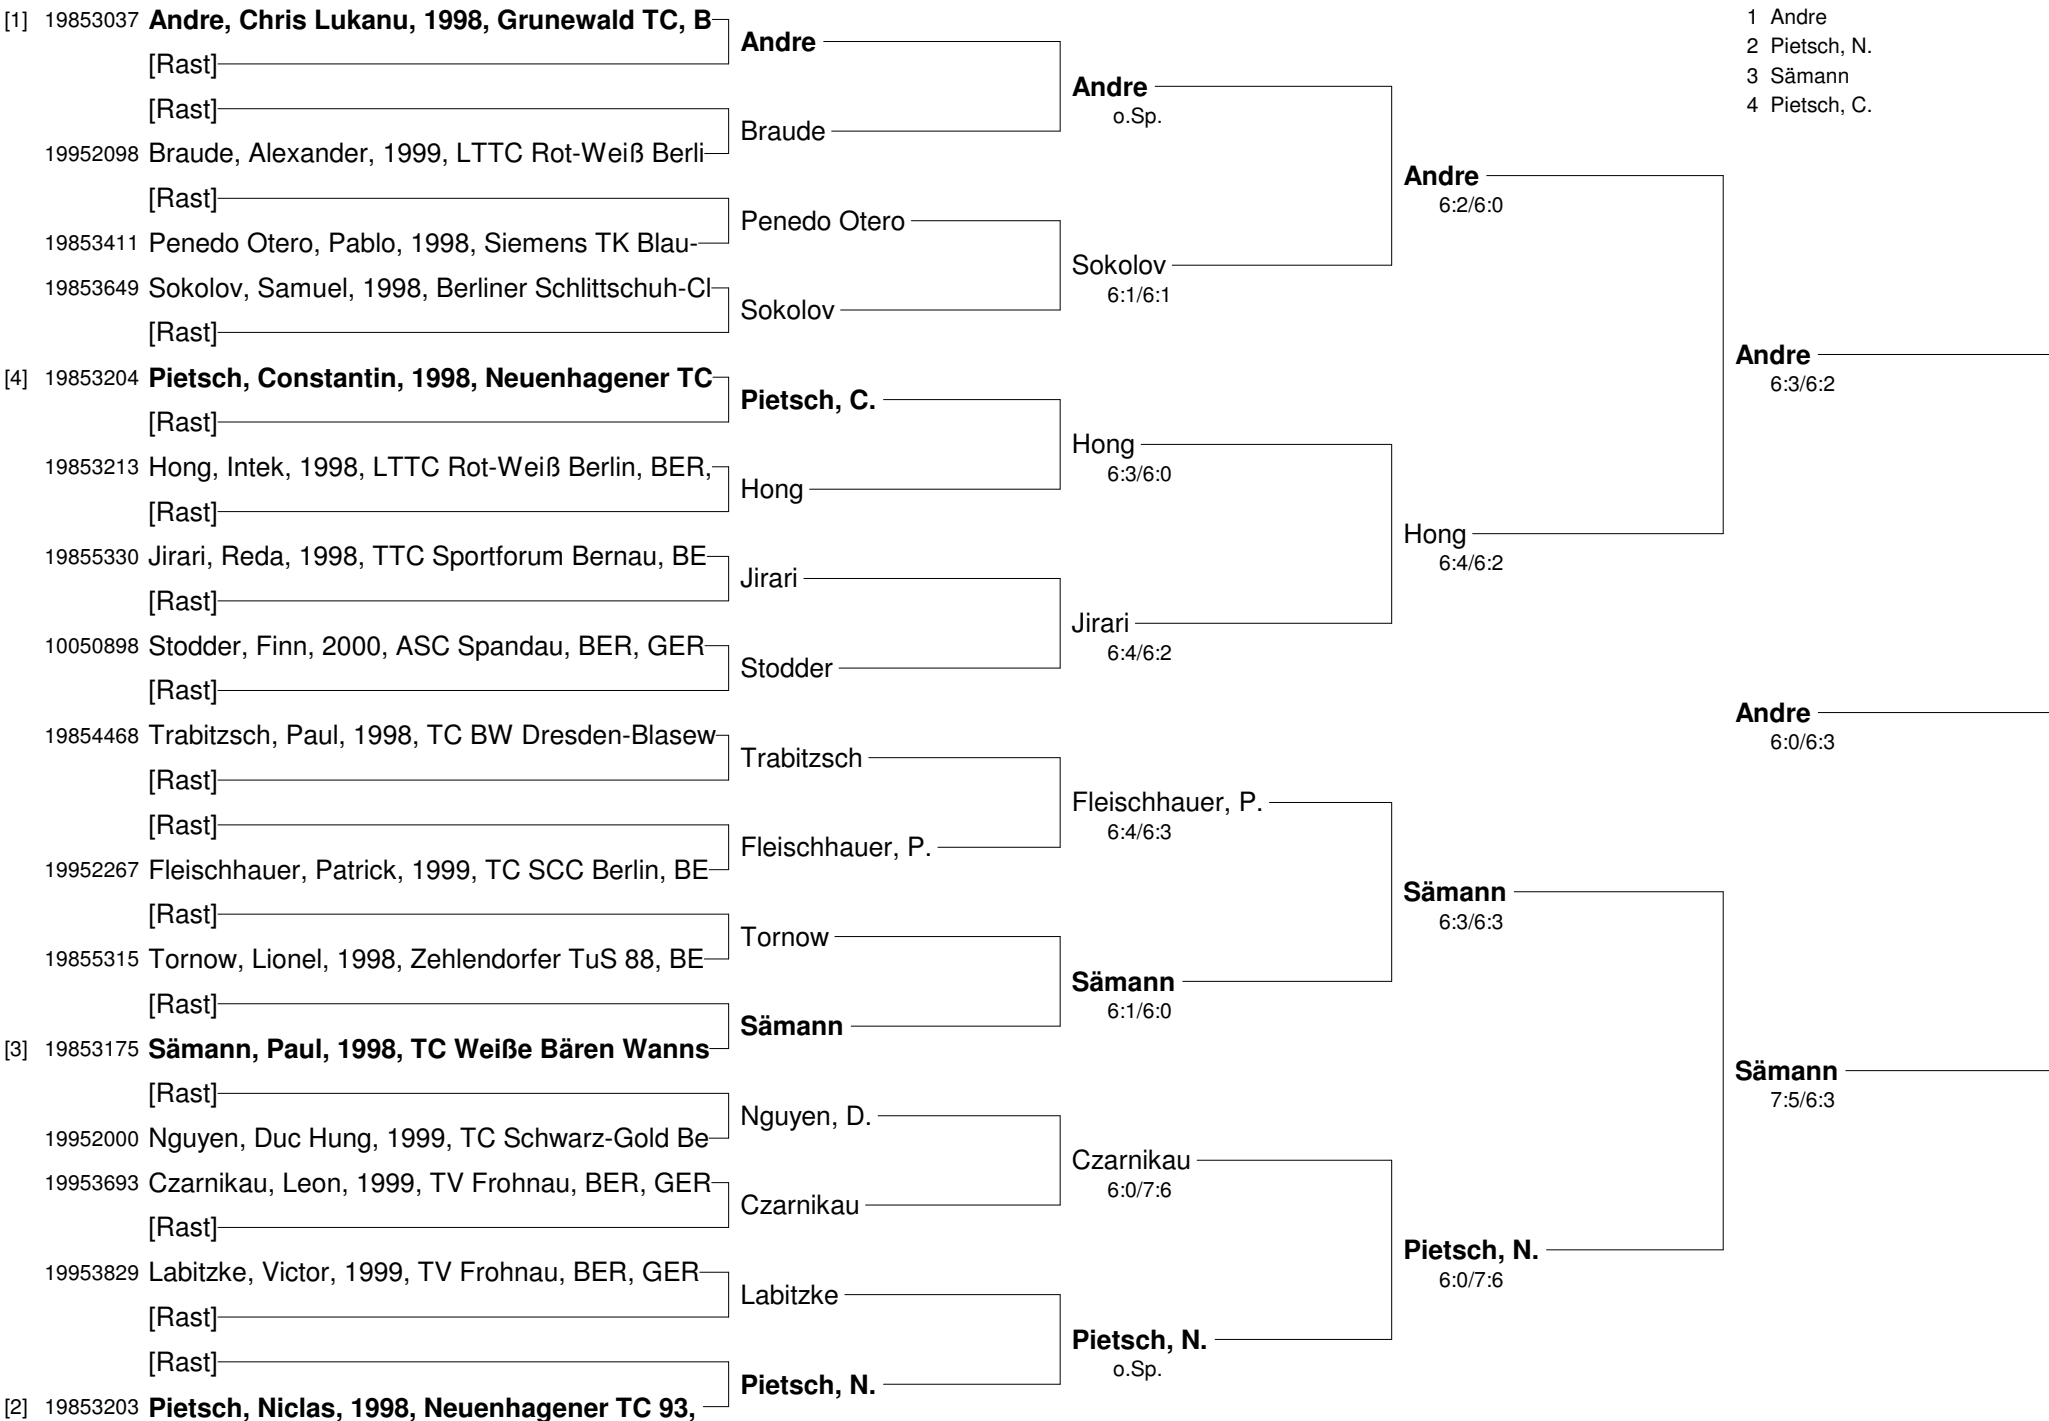 [1] 19853037 Andre, Chris Lukanu, 1998, Grunewald TC, B
[Rast]
[Rast]
19952098 Braude, Alexander, 1999, LTTC Rot-Weiß Berli
[Rast]
19853411 Penedo Otero, Pablo, 1998, Siemens TK Blau-
19853649 Sokolov, Samuel, 1998, Berliner Schlittschuh-Cl
[Rast]
[4] 19853204 Pietsch, Constantin, 1998, Neuenhagener TC
[Rast]
19853213 Hong, Intek, 1998, LTTC Rot-Weiß Berlin, BER,
[Rast]
19855330 Jirari, Reda, 1998, TTC Sportforum Bernau, BE
[Rast]
10050898 Stodder, Finn, 2000, ASC Spandau, BER, GER
[Rast]
19854468 Trabitzsch, Paul, 1998, TC BW Dresden-Blasew
[Rast]
[Rast]
19952267 Fleischhauer, Patrick, 1999, TC SCC Berlin, BE
[Rast]
19855315 Tornow, Lionel, 1998, Zehlendorfer TuS 88, BE
[Rast]
[3] 19853175 Sämann, Paul, 1998, TC Weiße Bären Wanns
[Rast]
19952000 Nguyen, Duc Hung, 1999, TC Schwarz-Gold Be
19953693 Czarnikau, Leon, 1999, TV Frohnau, BER, GER
[Rast]
19953829 Labitzke, Victor, 1999, TV Frohnau, BER, GER
[Rast]
[Rast]
[2] 19853203 Pietsch, Niclas, 1998, Neuenhagener TC 93,
Andre
Braude
Penedo Otero
Sokolov
Pietsch, C.
Hong
Jirari
Stodder
Trabitzsch
Fleischhauer, P.
Tornow
Sämann
Nguyen, D.
Czarnikau
Labitzke
Pietsch, N.
Andre
o.Sp.
Sokolov
6:1/6:1
Hong
6:3/6:0
Jirari
6:4/6:2
Fleischhauer, P.
6:4/6:3
Sämann
6:1/6:0
Czarnikau
6:0/7:6
Pietsch, N.
o.Sp.
Andre
6:2/6:0
Hong
6:4/6:2
Sämann
6:3/6:3
Pietsch, N.
6:0/7:6
1 Andre
2 Pietsch, N.
3 Sämann
4 Pietsch, C.
Andre
6:3/6:2
Andre
6:0/6:3
Sämann
7:5/6:3